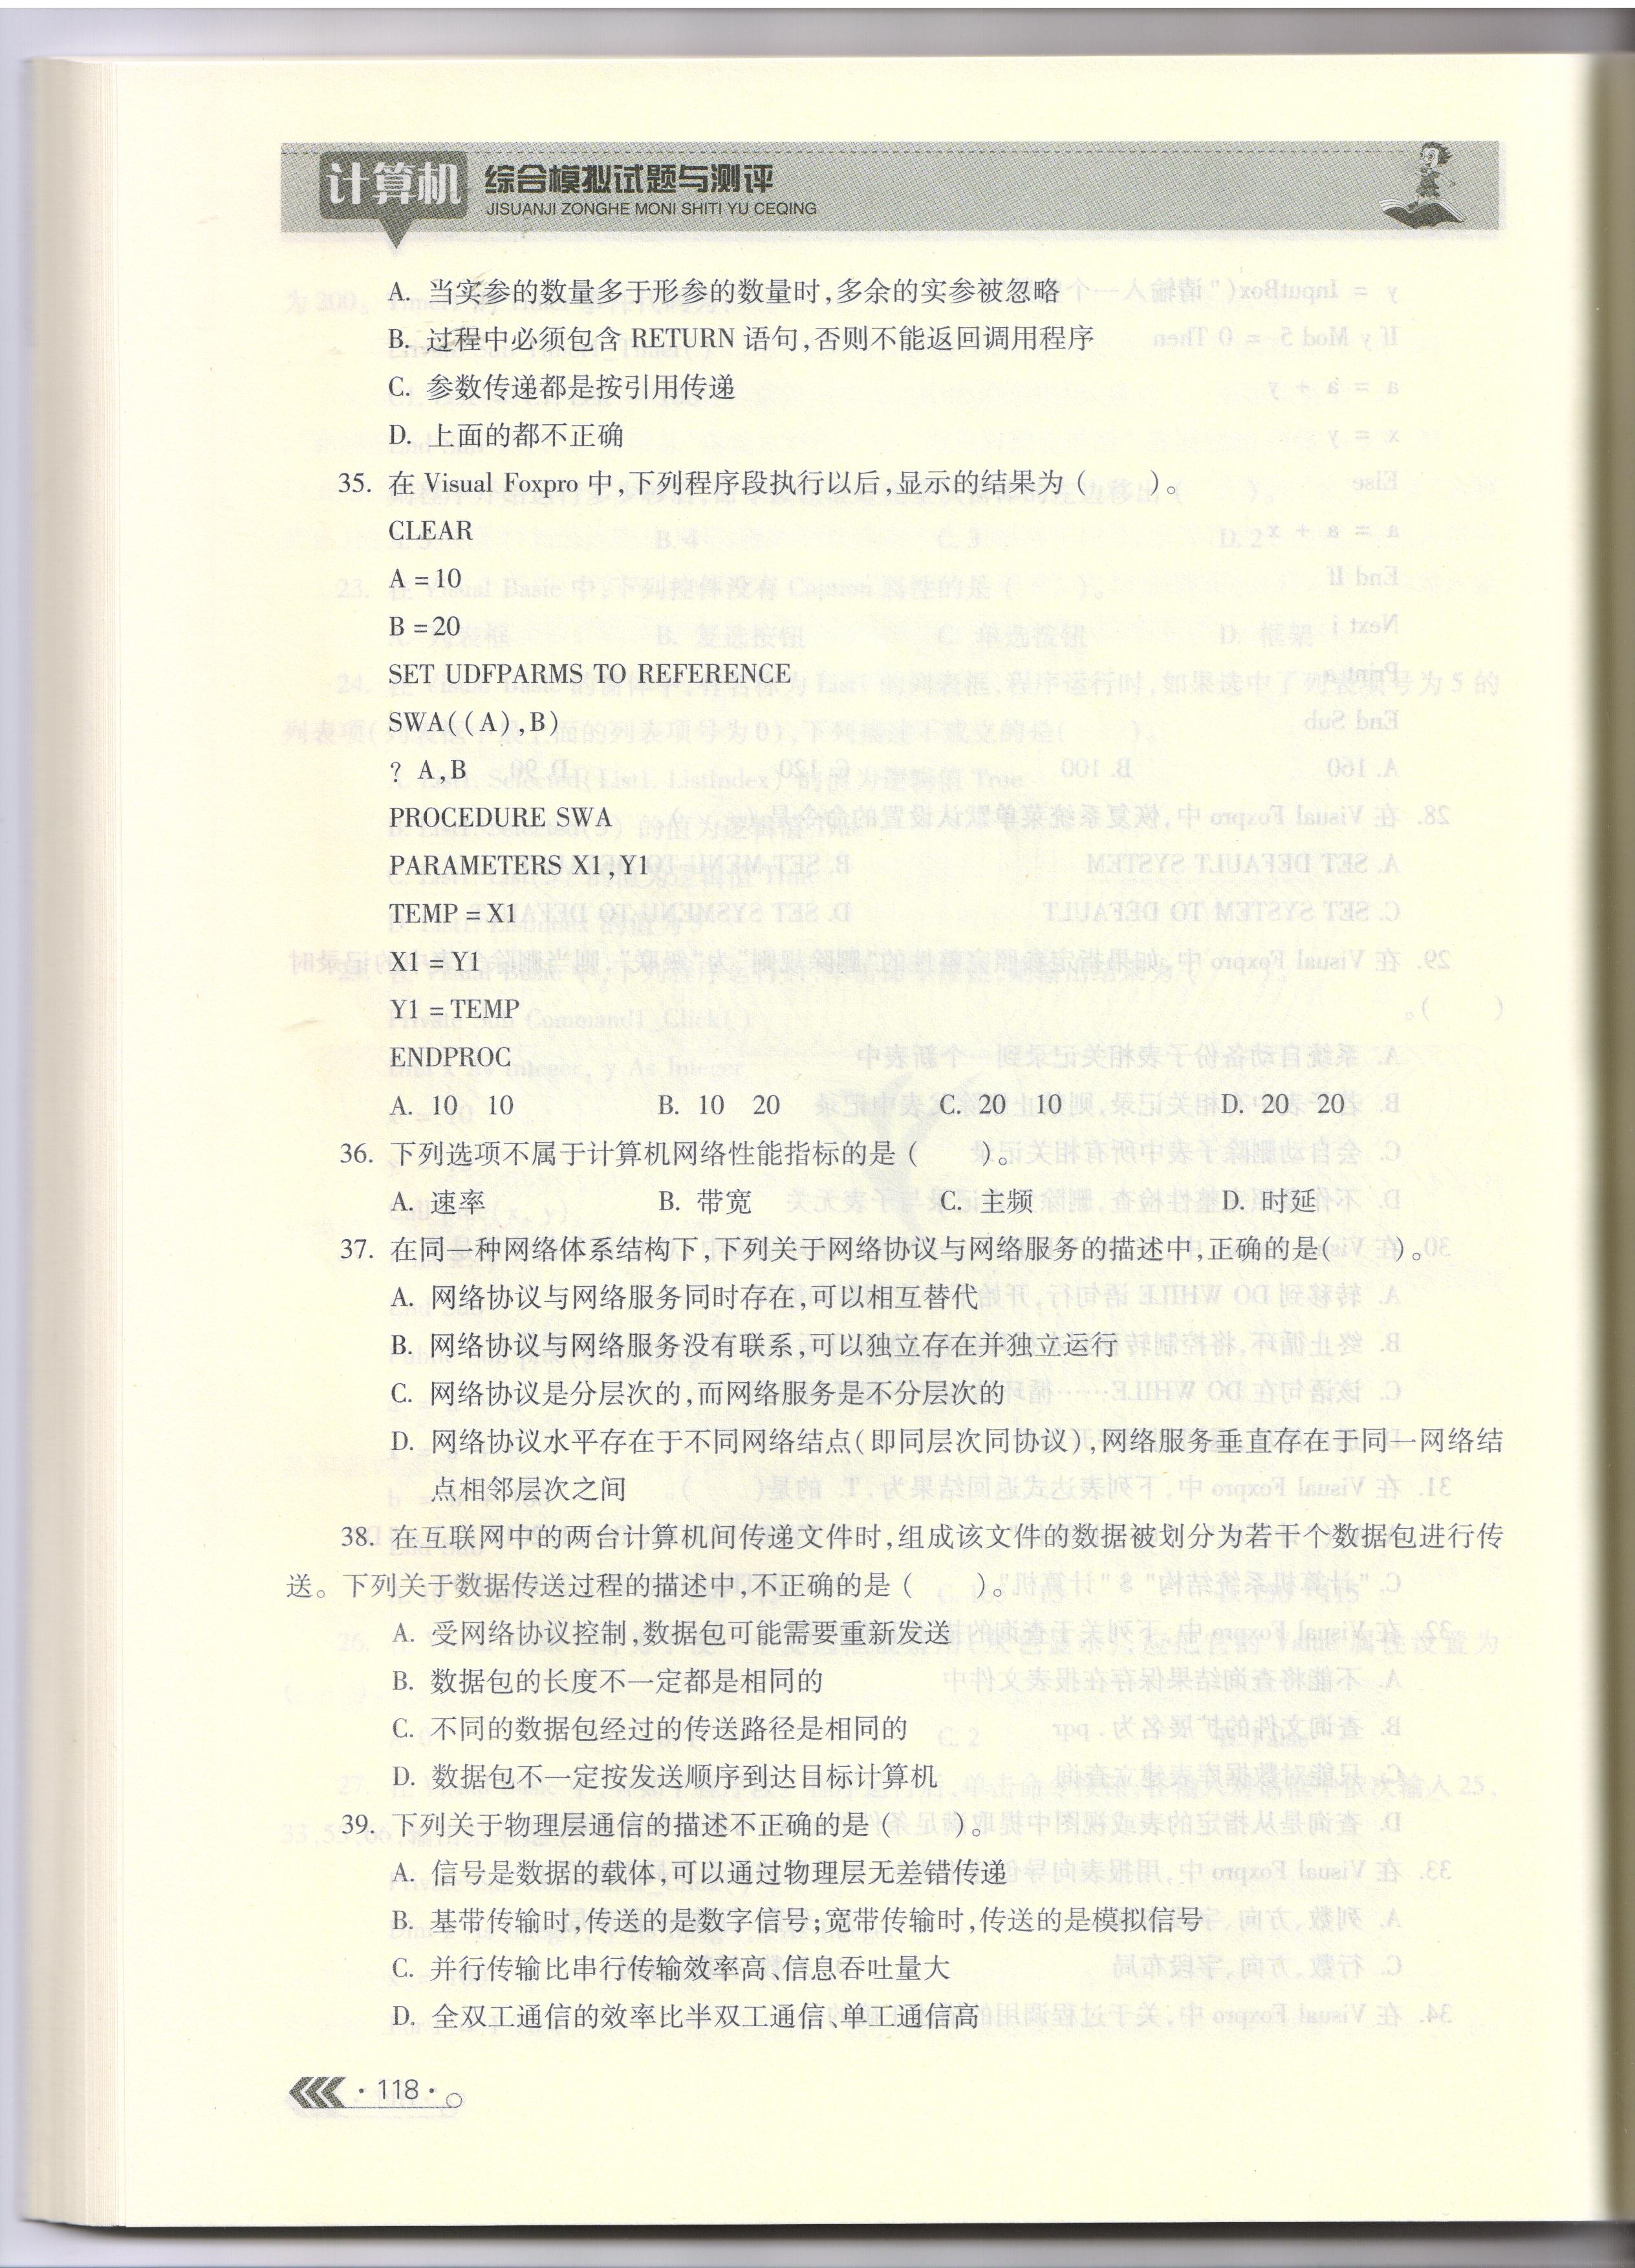 计算机 综合模拟试题与测评
JISUANJI ZONGHE MONI SHITI YU CEQING
A. 当实参的数量多于形参的数量时,多余的实参被忽略
B. 过程中必须包含 RETURN 语句,否则不能返回调用程序
C. 参数传递都是按引用传递
D. 上面的都不正确
35. 在 Visual Foxpro 中,下列程序段执行以后,显示的结果为(  )。
CLEAR
A =10
B =20
SET UDFPARMS TO REFERENCE
SWA((A),B)
? A,B
PROCEDURE SWA
PARAMETERS X1,Y1
TEMP = X1
X1 = Y1
Y1 = TEMP
ENDPROC
A. 10 10 B. 10 20 C. 20 10 D. 20 20
36. 下列选项不属于计算机网络性能指标的是(  )。
A. 速率 B. 带宽 C. 主频 D. 时延
37. 在同一种网络体系结构下,下列关于网络协议与网络服务的描述中,正确的是(  )。
A. 网络协议与网络服务同时存在,可以相互替代
B. 网络协议与网络服务没有联系,可以独立存在并独立运行
C. 网络协议是分层次的,而网络服务是不分层次的
D. 网络协议水平存在于不同网络结点(即同层次同协议),网络服务垂直存在于同一网络结
点相邻层次之间
38. 在互联网中的两台计算机间传递文件时,组成该文件的数据被划分为若干个数据包进行传
送。下列关于数据传送过程的描述中,不正确的是(  )。
A. 受网络协议控制,数据包可能需要重新发送
B. 数据包的长度不一定都是相同的
C. 不同的数据包经过的传送路径是相同的
D. 数据包不一定按发送顺序到达目标计算机
39. 下列关于物理层通信的描述不正确的是(  )。
A. 信号是数据的载体,可以通过物理层无差错传递
B. 基带传输时,传送的是数字信号;宽带传输时,传送的是模拟信号
C. 并行传输比串行传输效率高、信息吞吐量大
D. 全双工通信的效率比半双工通信、单工通信高
· 118 ·